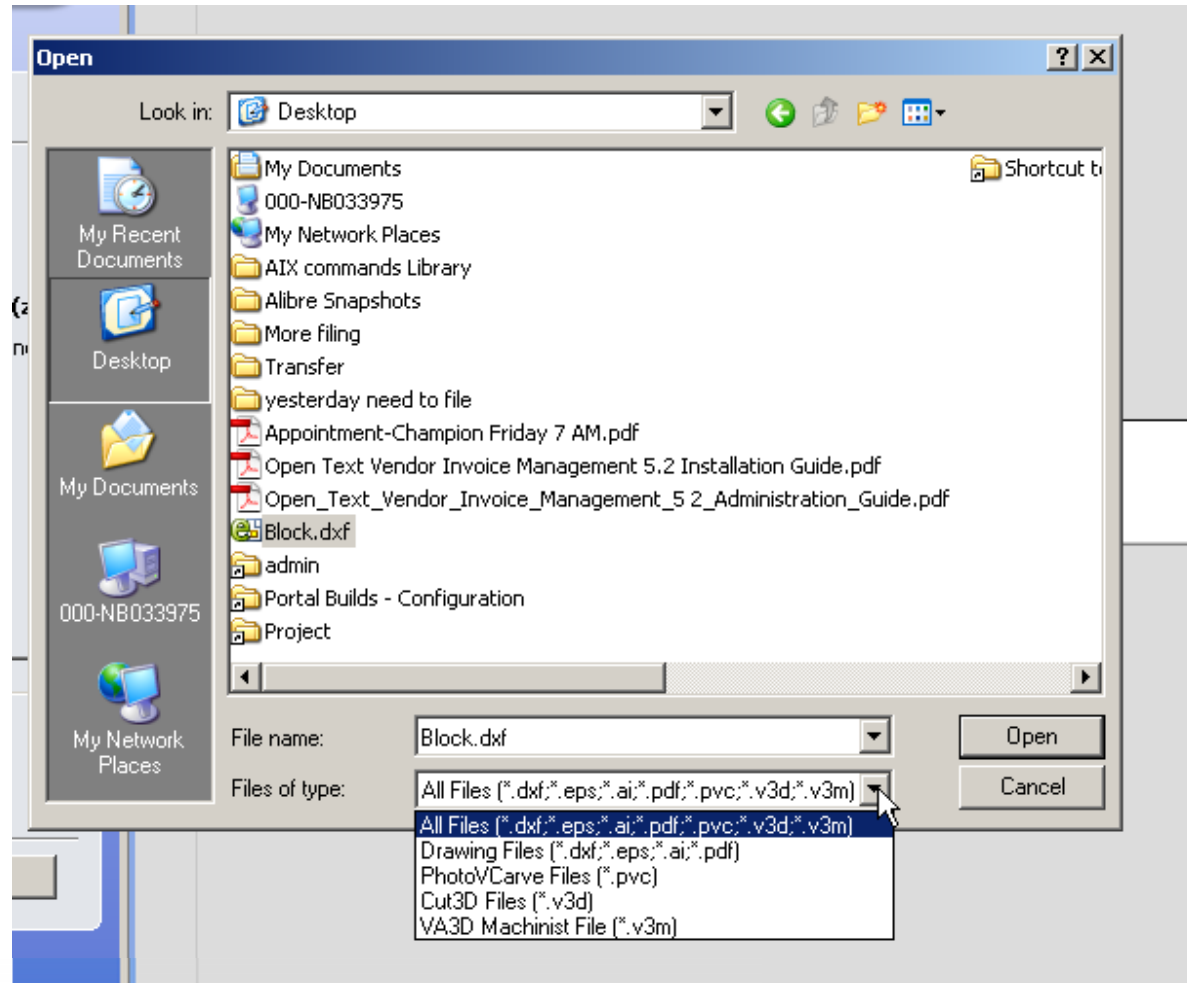 Open
Look in:
Desktop
My Recent
Documents
Desktop
My Documents
000-NB033975
My Network
Places
My Documents
000-NB033975
My Network Places
AIX commands Library
Alibre Snapshots
More filing
Transfer
yesterday need to file
Appointment-Champion Friday 7 AM.pdf
Open Text Vendor Invoice Management 5.2 Installation Guide.pdf
Open_Text_Vendor_Invoice_Management_5 2_Administration_Guide.pdf
Block.dxf
admin
Portal Builds - Configuration
Project
Shortcut t
File name:
Block.dxf
Open
Files of type:
All Files (*.dxf;*.eps;*.ai;*.pdf;*.pvc;*.v3d;*.v3m)
Cancel
All Files (*.dxf;*.eps;*.ai;*.pdf;*.pvc;*.v3d;*.v3m)
Drawing Files (*.dxf;*.eps;*.ai;*.pdf)
PhotoVCarve Files (*.pvc)
Cut3D Files (*.v3d)
VA3D Machinist File (*.v3m)